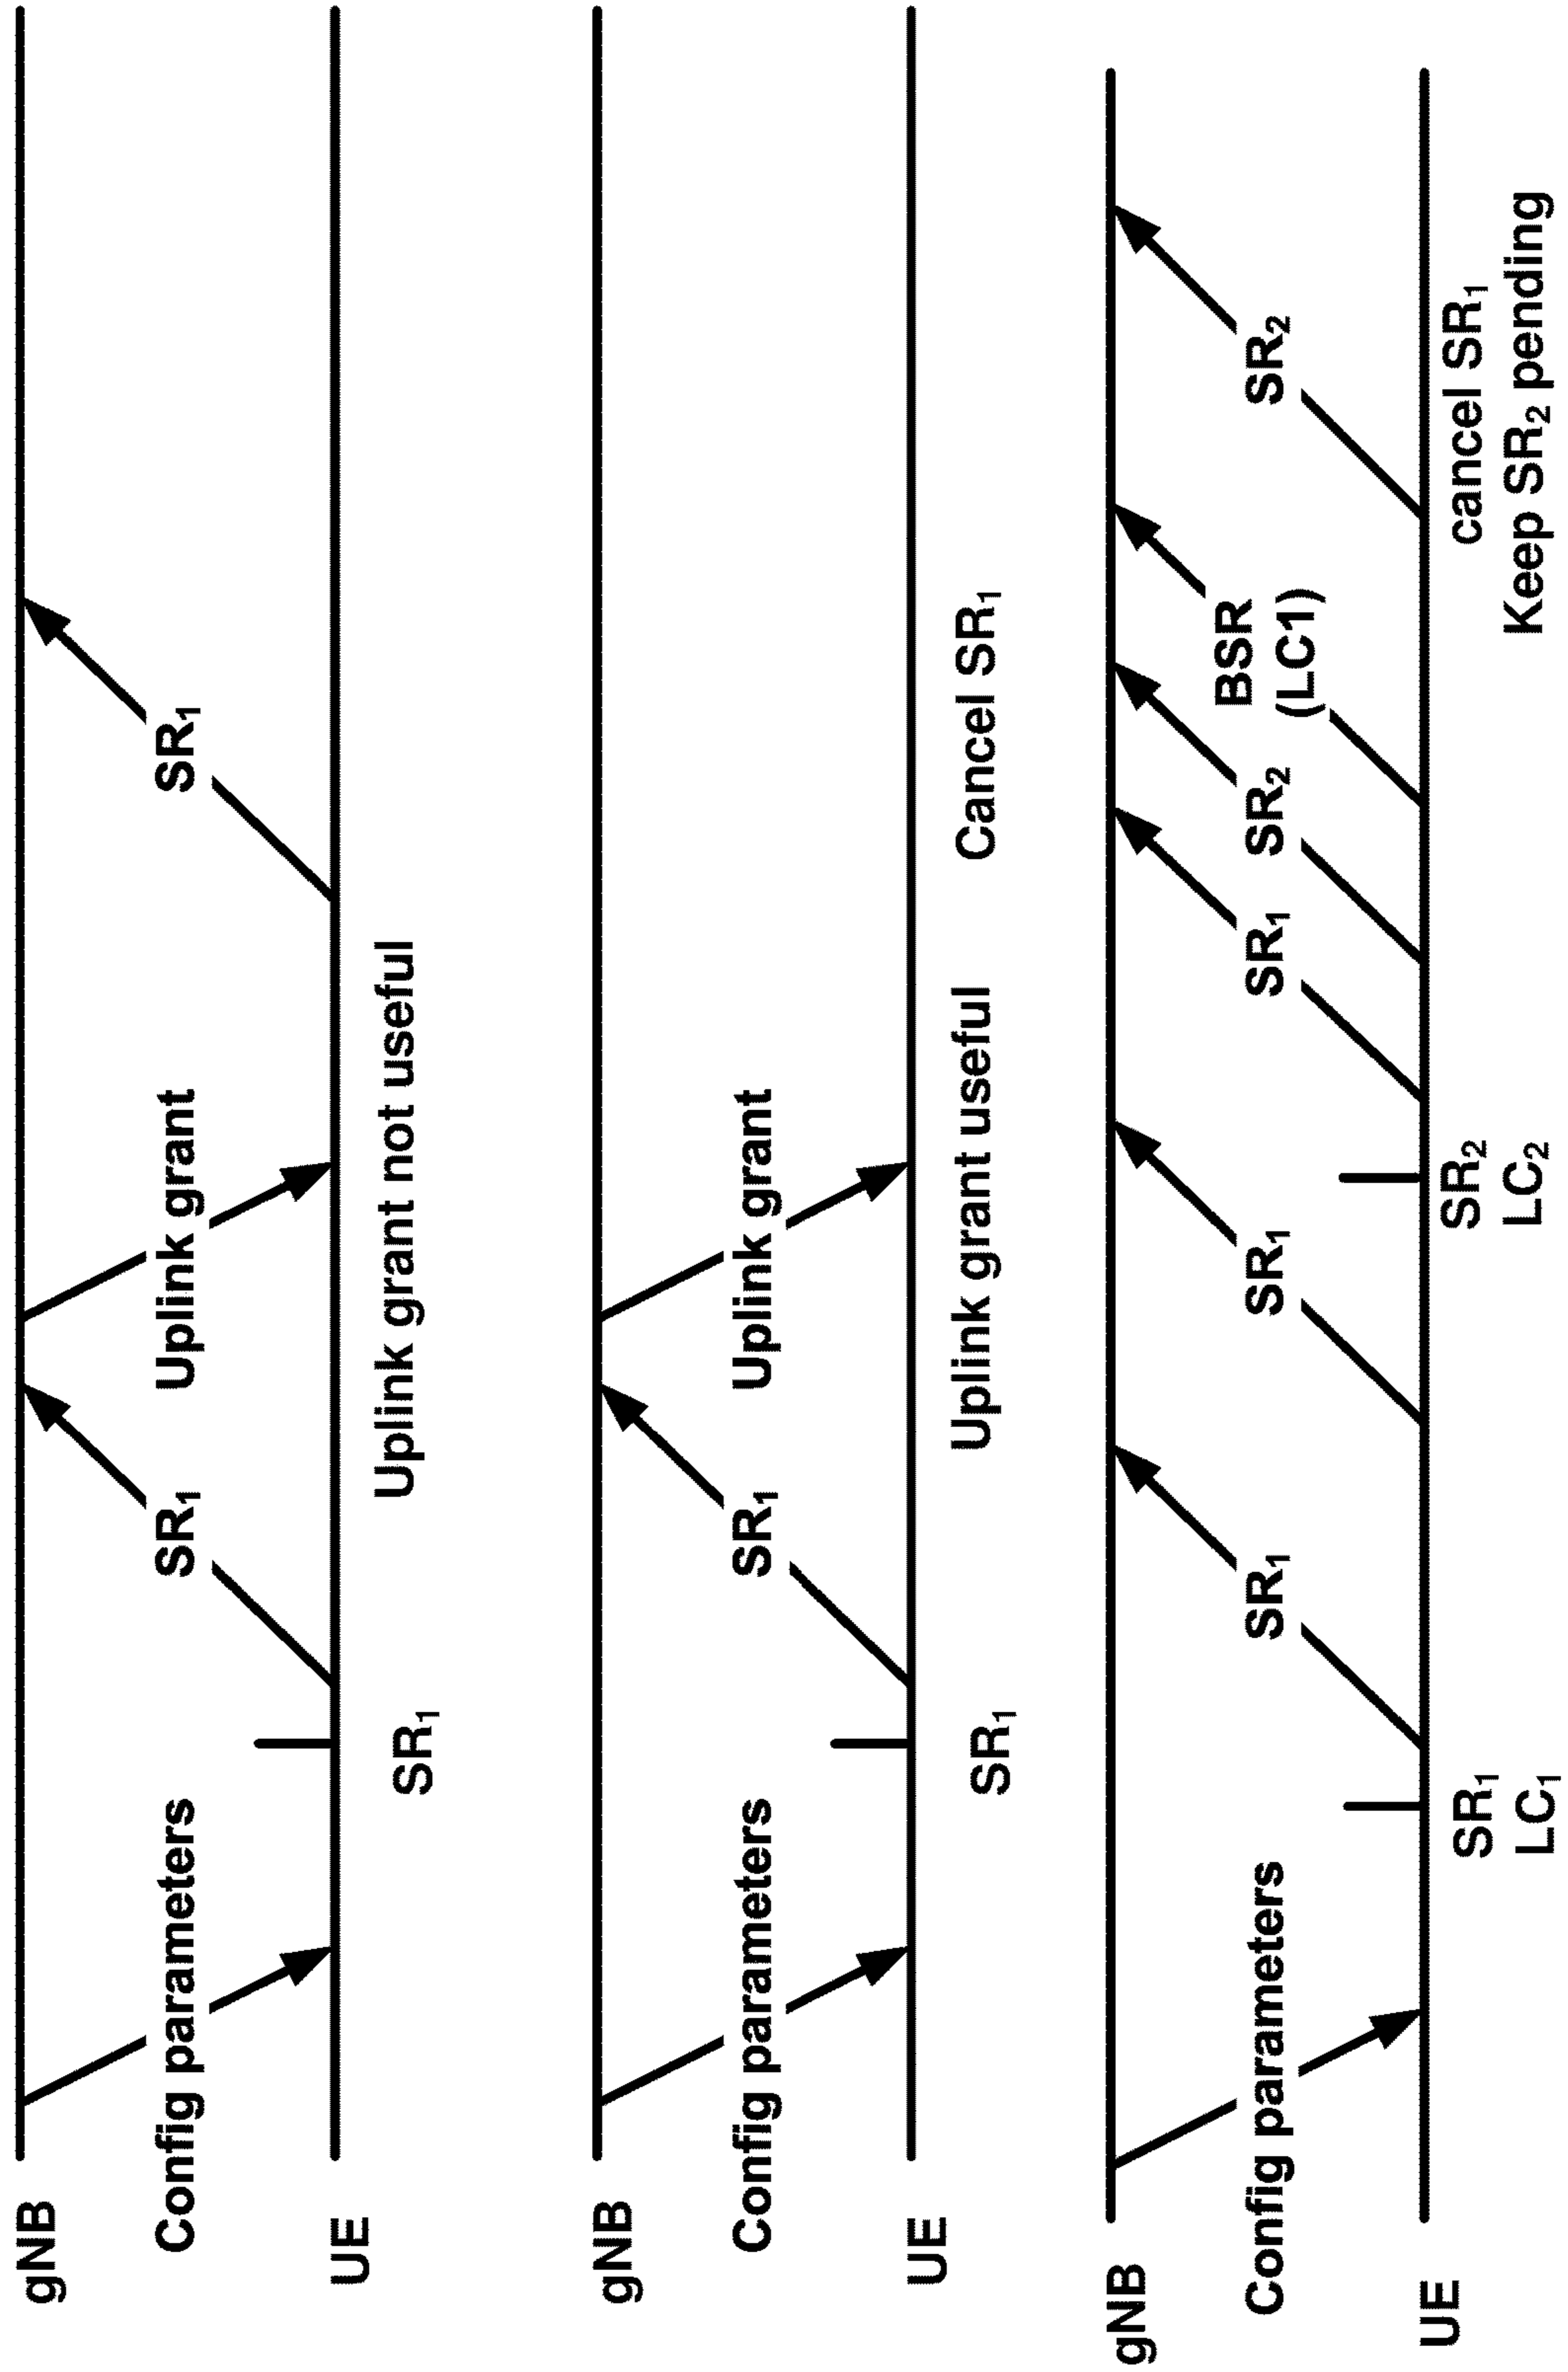 gNB
Config parameters
SR₁
Uplink grant
SR₁
UE
SR₁
Uplink grant not useful
gNB
Config parameters
SR₁
Uplink grant
UE
SR₁
Uplink grant useful
Cancel SR₁
gNB
Config parameters
SR₁
SR₁
SR₁
SR₂
BSR
(LC1)
SR₂
UE
SR₁
LC₁
SR₂
LC₂
cancel SR₁
Keep SR₂ pending